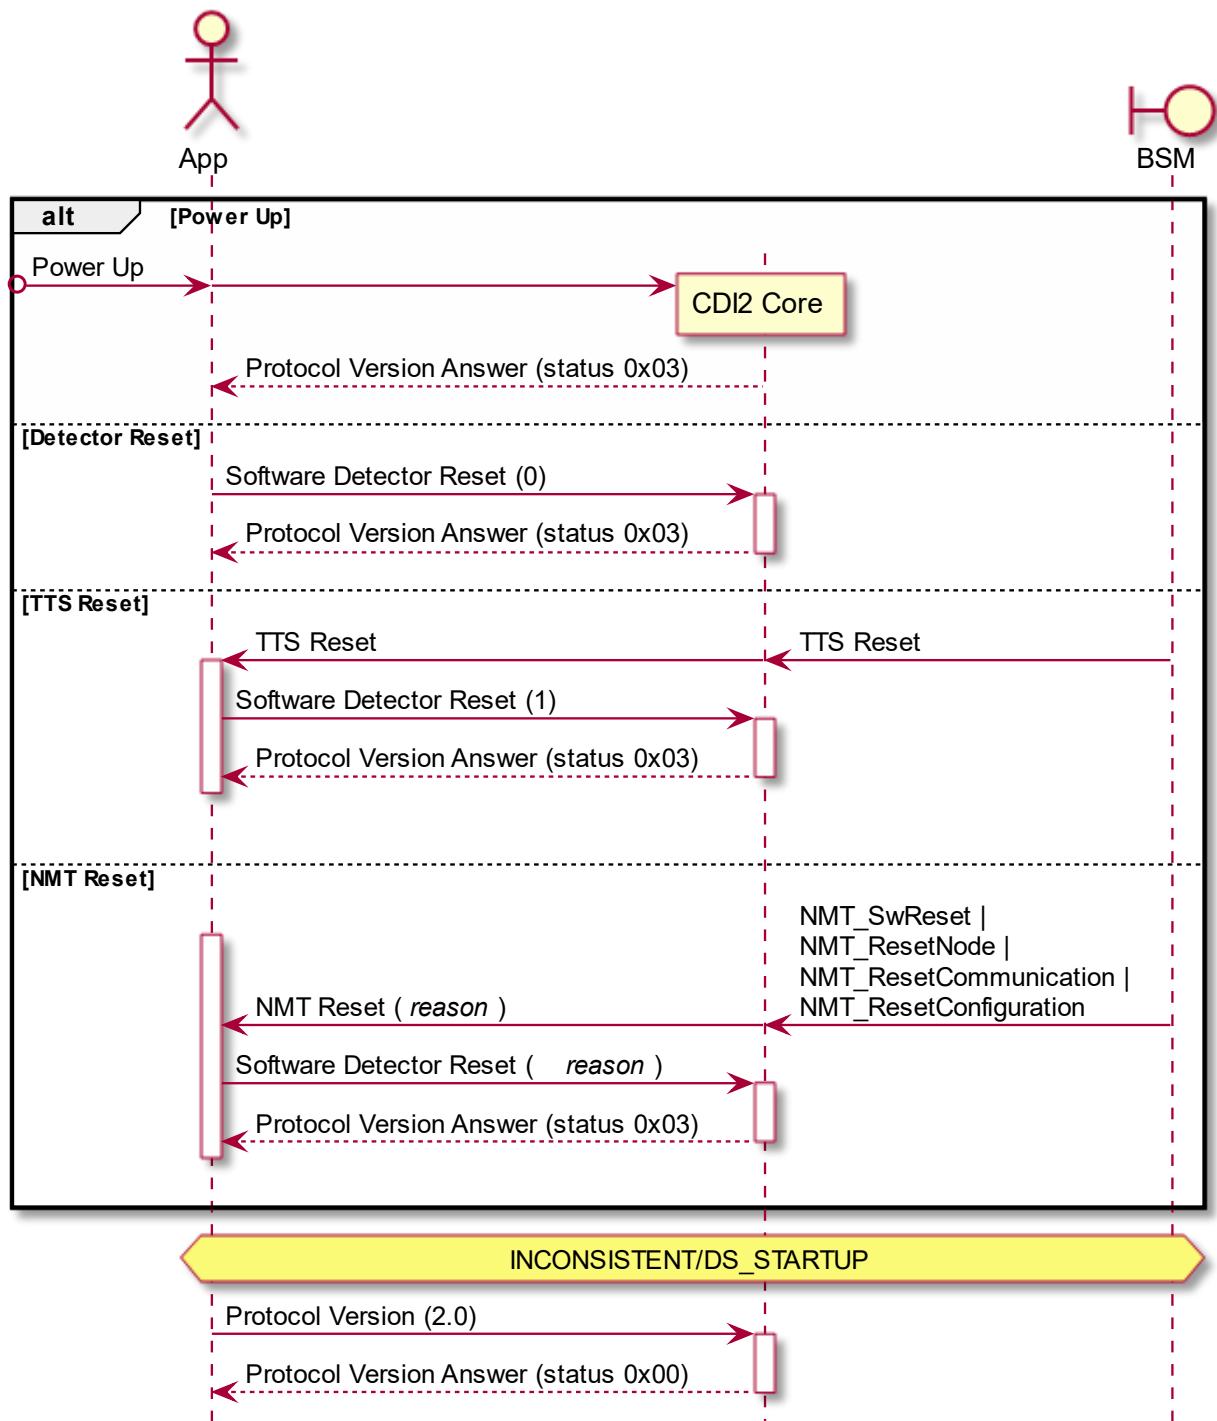 App
BSM
alt
[Power Up]
Power Up
CDI2 Core
Protocol Version Answer (status 0x03)
[Detector Reset]
Software Detector Reset (0)
Protocol Version Answer (status 0x03)
[TTS Reset]
TTS Reset
TTS Reset
Software Detector Reset (1)
Protocol Version Answer (status 0x03)
[NMT Reset]
NMT_SwReset |
NMT_ResetNode |
NMT_ResetCommunication |
NMT_ResetConfiguration
NMT Reset ( reason )
Software Detector Reset ( reason )
Protocol Version Answer (status 0x03)
INCONSISTENT/DS_STARTUP
Protocol Version (2.0)
Protocol Version Answer (status 0x00)